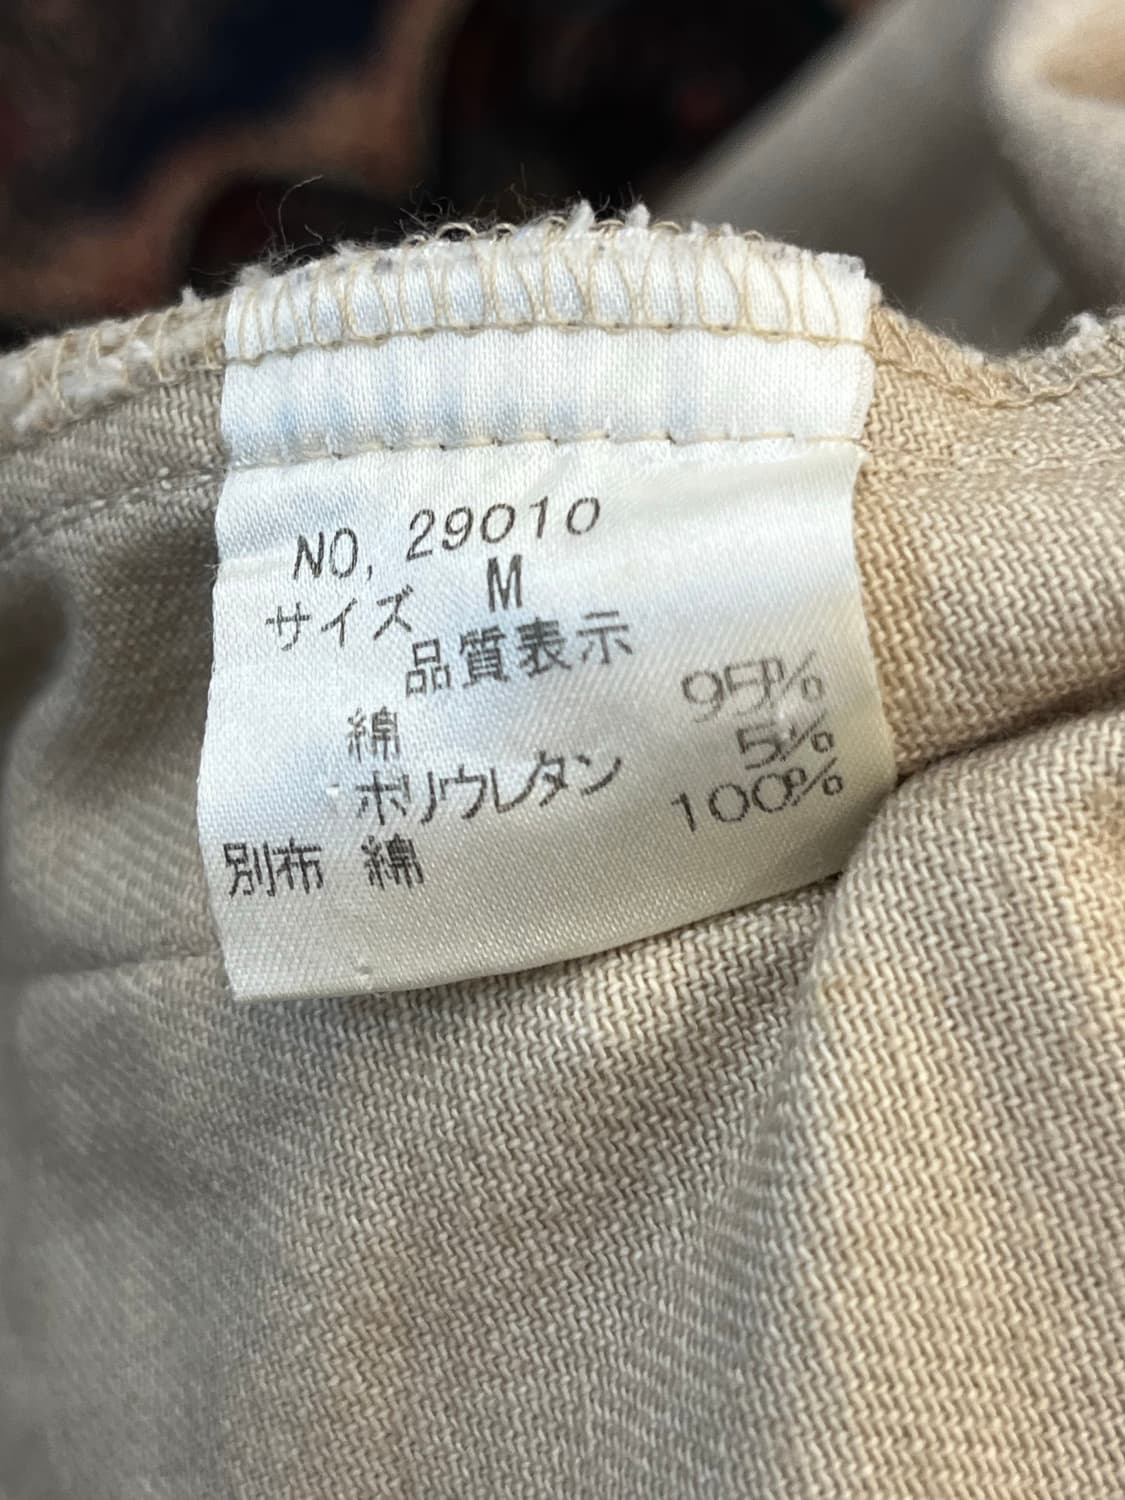 NO, 29010
サイズ M
品質表示
綿 95%
ポリウレタン 5%
別布 綿 100%